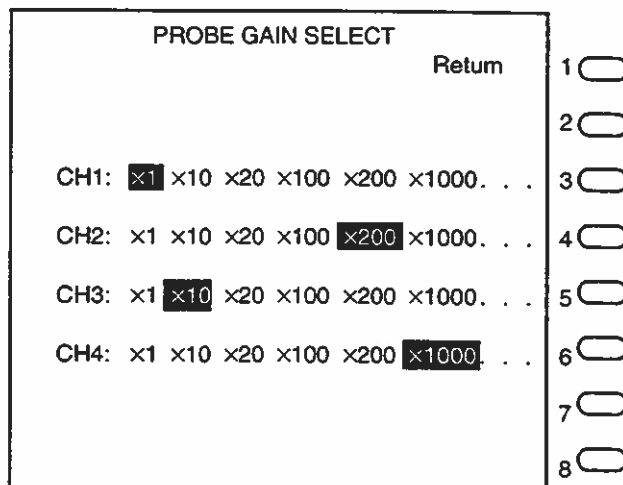 PROBE GAIN SELECT
Return 1
2
CH1: ×1 ×10 ×20 ×100 ×200 ×1000. . . 3
CH2: ×1 ×10 ×20 ×100 ×200 ×1000. . . 4
CH3: ×1 ×10 ×20 ×100 ×200 ×1000. . . 5
CH4: ×1 ×10 ×20 ×100 ×200 ×1000. . . 6
7
8